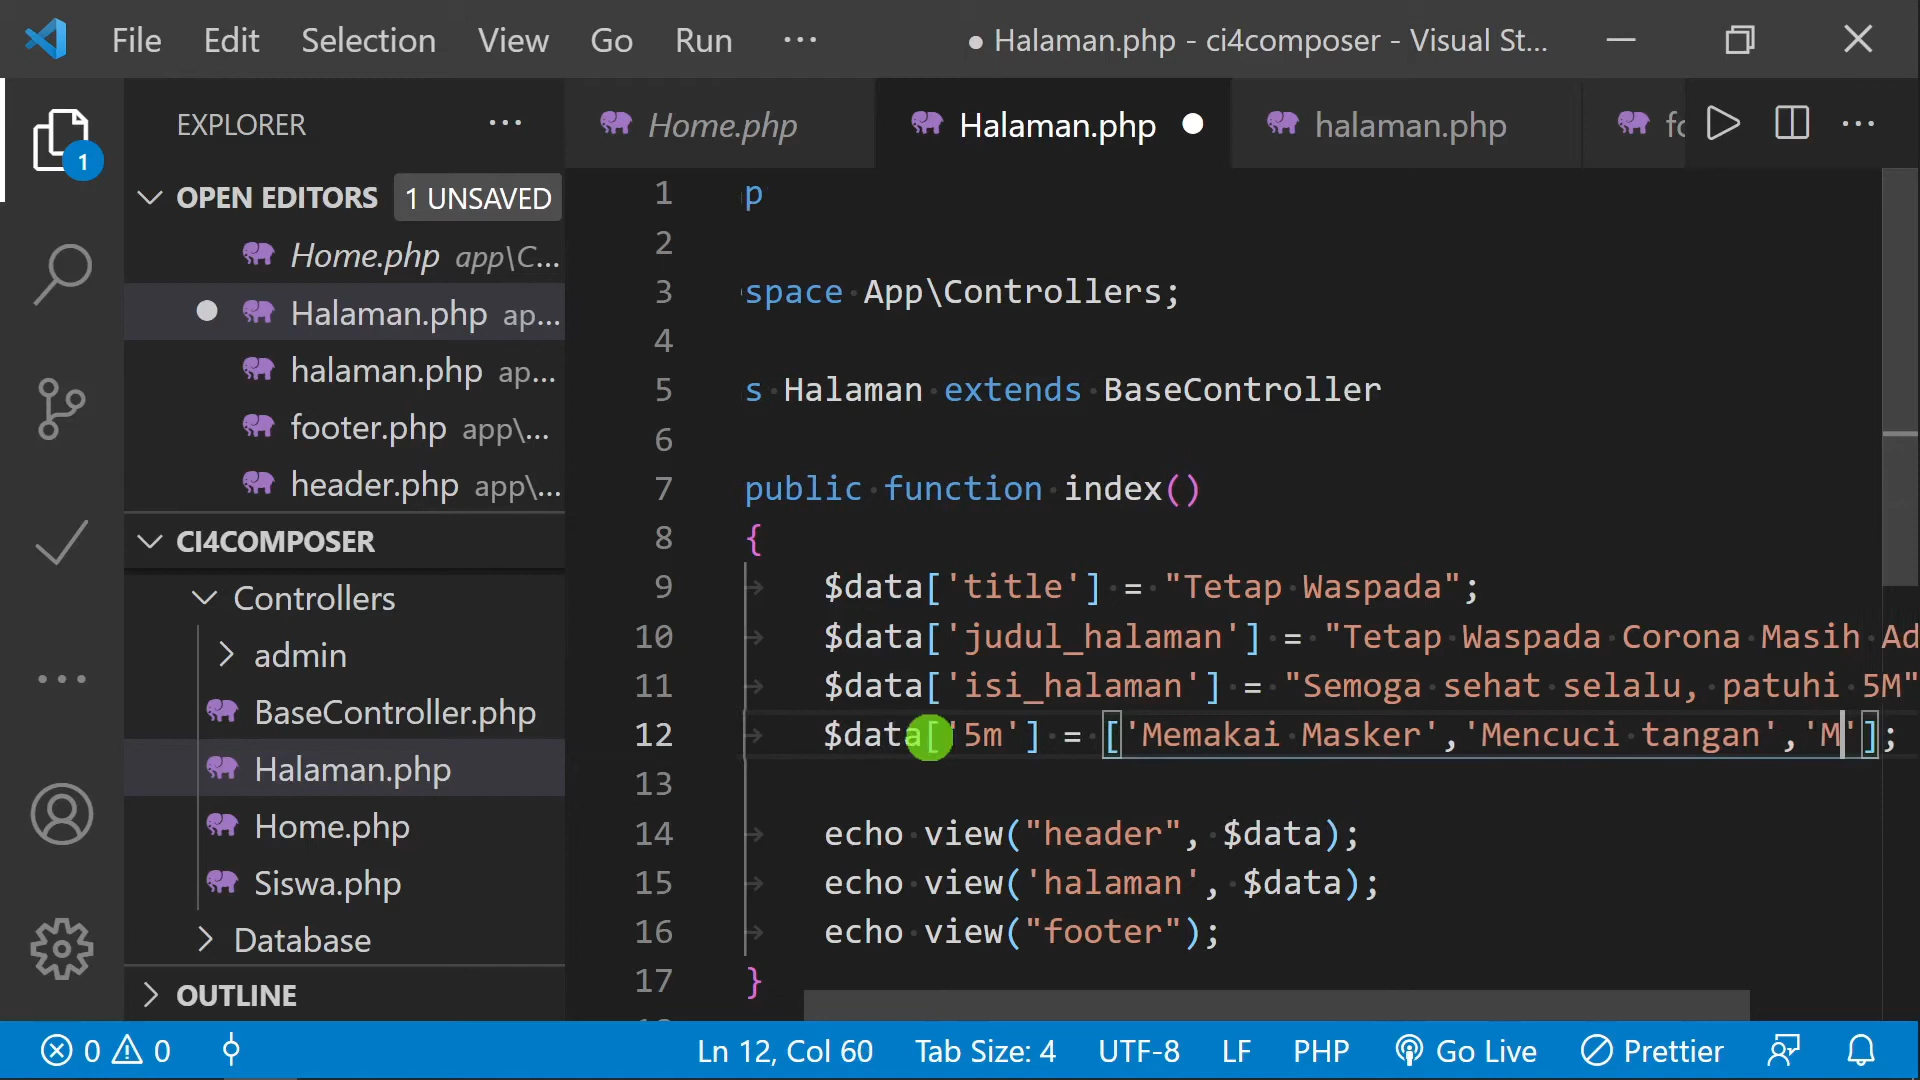 File Edit Selection View Go Run ··· ● Halaman.php - ci4composer - Visual St...
EXPLORER ···
Home.php Halaman.php ● halaman.php fo
OPEN EDITORS 1 UNSAVED
1
Home.php app\C...
Halaman.php ap...
halaman.php ap...
footer.php app\...
header.php app\...
CI4COMPOSER
Controllers
admin
BaseController.php
Halaman.php
Home.php
Siswa.php
Database
OUTLINE
1 p
2
3 space App\Controllers;
4
5 s Halaman extends BaseController
6
7 public function index()
8 {
9 $data['title'] = "Tetap Waspada";
10 $data['judul_halaman'] = "Tetap Waspada Corona Masih Ad
11 $data['isi_halaman'] = "Semoga sehat selalu, patuhi 5M"
12 $data['5m'] = ['Memakai Masker','Mencuci tangan','M'];
13
14 echo view("header", $data);
15 echo view('halaman', $data);
16 echo view("footer");
17 }
0 0 Ln 12, Col 60 Tab Size: 4 UTF-8 LF PHP Go Live Prettier